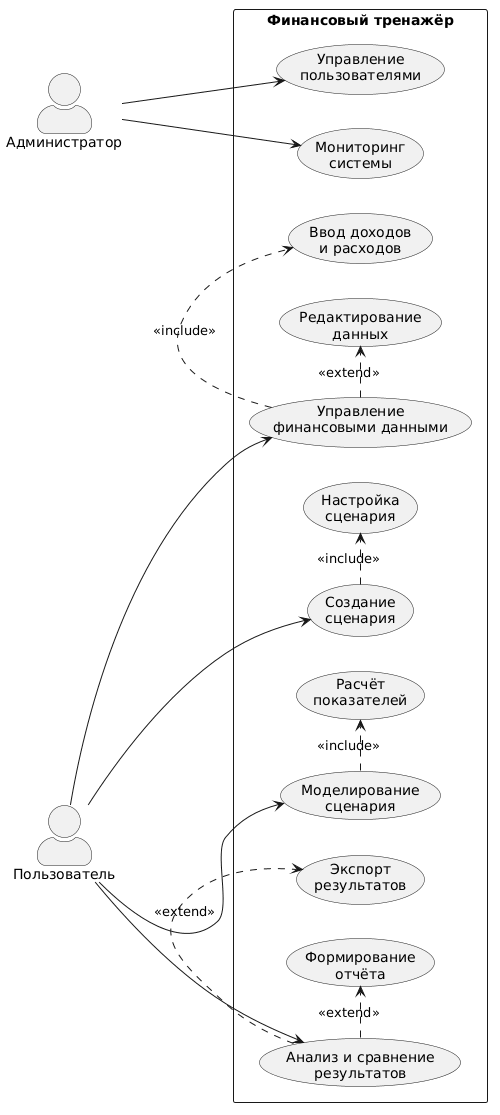 Финансовый тренажёр
Управление
пользователями
Администратор
Мониторинг
системы
Ввод доходов
и расходов
«include»
Редактирование
данных
«extend»
Управление
финансовыми данными
Настройка
сценария
«include»
Создание
сценария
Расчёт
показателей
«include»
Моделирование
сценария
Пользователь
Экспорт
результатов
«extend»
Формирование
отчёта
«extend»
Анализ и сравнение
результатов